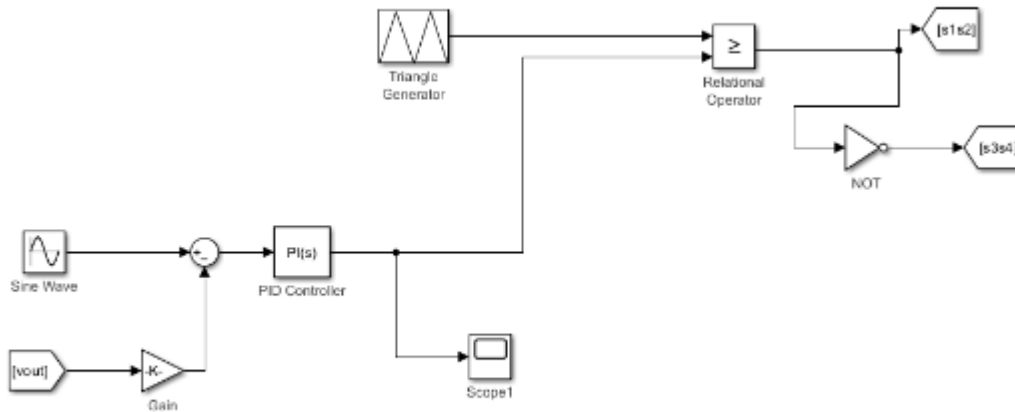 [s1s2]
≥
Triangle
Generator
Relational
Operator
[s3s4]
NOT
PI(s)
Sine Wave
PID Controller
[vout]
-K-
Gain
Scope1